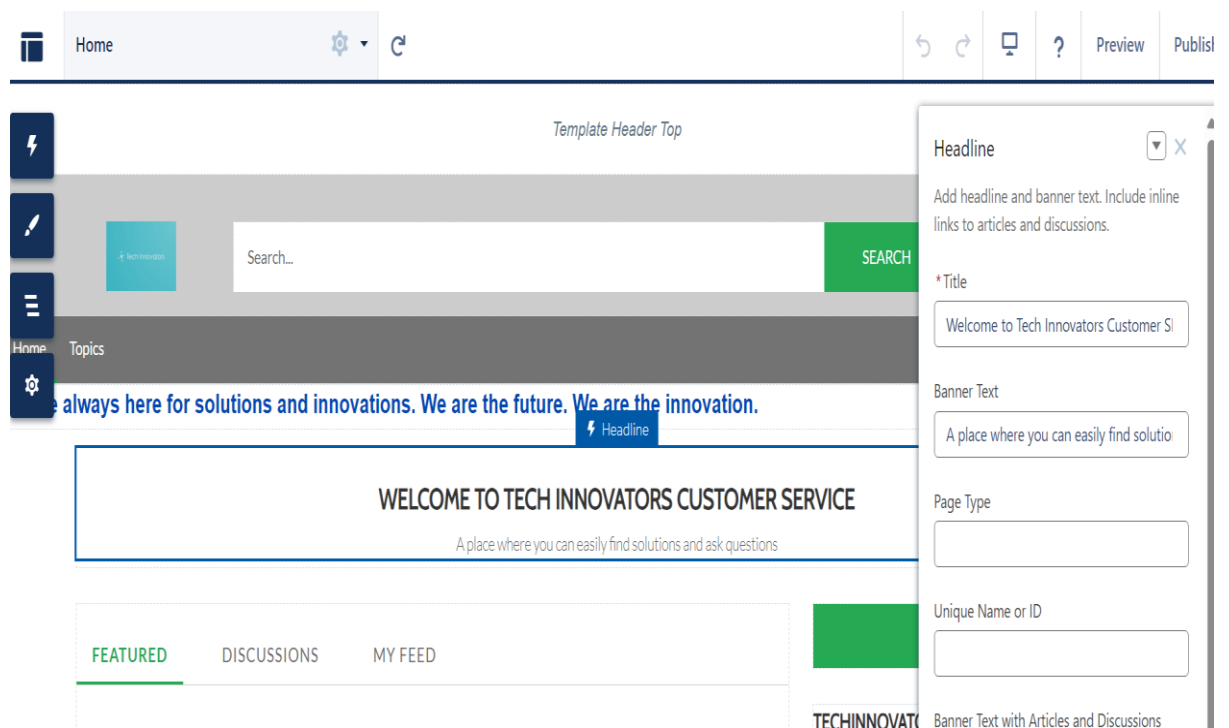 Home
?
Preview
Publish
Template Header Top
Headline
Add headline and banner text. Include inline
links to articles and discussions.
Tech Innovators
Search...
SEARCH
*Title
Welcome to Tech Innovators Customer S
Home
Topics
Banner Text
always here for solutions and innovations. We are the future. We are the innovation.
Headline
A place where you can easily find solutio
WELCOME TO TECH INNOVATORS CUSTOMER SERVICE
A place where you can easily find solutions and ask questions
Page Type
Unique Name or ID
FEATURED
DISCUSSIONS
MY FEED
TECHINNOVATO
Banner Text with Articles and Discussions